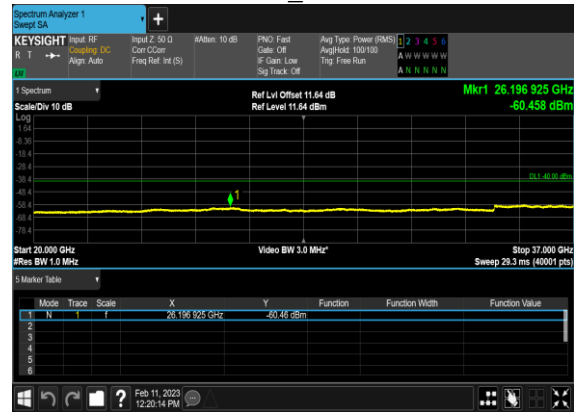 Spectrum Analyzer 1
Swept SA
+
KEYSIGHT Input: RF Input Z: 50 Ω #Atten: 10 dB PNO: Fast Avg Type: Power (RMS) 1 2 3 4 5 6
R T Coupling: DC Corr CCorr Gate: Off Avg|Hold: 100/100 A W W W W W
Align: Auto Freq Ref: Int (S) IF Gain: Low Trig: Free Run
Sig Track: Off A N N N N N
1 Spectrum Ref Lvl Offset 11.64 dB Mkr1 26.196 925 GHz
Scale/Div 10 dB Ref Level 11.64 dBm -60.458 dBm
Log
1.64
-8.36
-18.4
-28.4
-38.4 DL1 -40.00 dBm
-48.4
1
-58.4
-68.4
-78.4
Start 20.000 GHz Video BW 3.0 MHz* Stop 37.000 GHz
#Res BW 1.0 MHz Sweep 29.3 ms (40001 pts)
5 Marker Table
Mode Trace Scale X Y Function Function Width Function Value
1 N 1 f 26.196 925 GHz -60.46 dBm
2
3
4
5
6
? Feb 11, 2023
12:20:14 PM